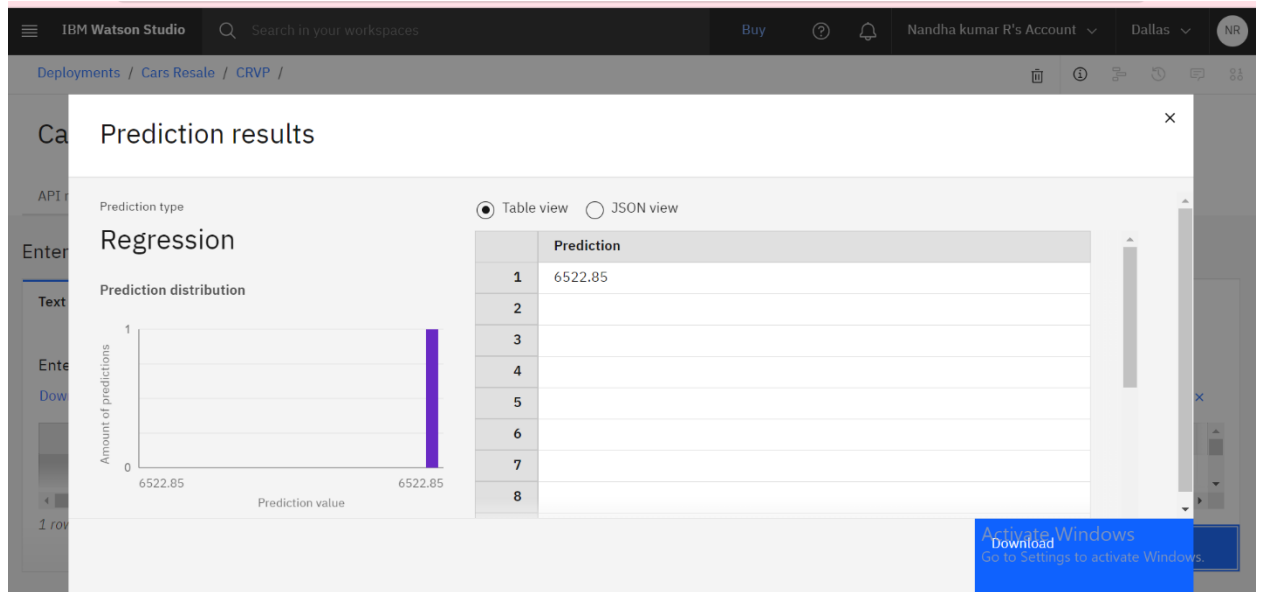 IBM Watson Studio Search in your workspaces Buy Nandha kumar R's Account Dallas NR
Deployments / Cars Resale / CRVP /
Ca
Prediction results
API r
Prediction type
Regression
Table view JSON view
Enter
Prediction
Prediction distribution
1 6522.85
Text
2
3
4
5
6
7
8
1
Amount of predictions
0
Ente
Dow
6522.85 6522.85
Prediction value
1 row
Download
Activate Windows
Go to Settings to activate Windows.